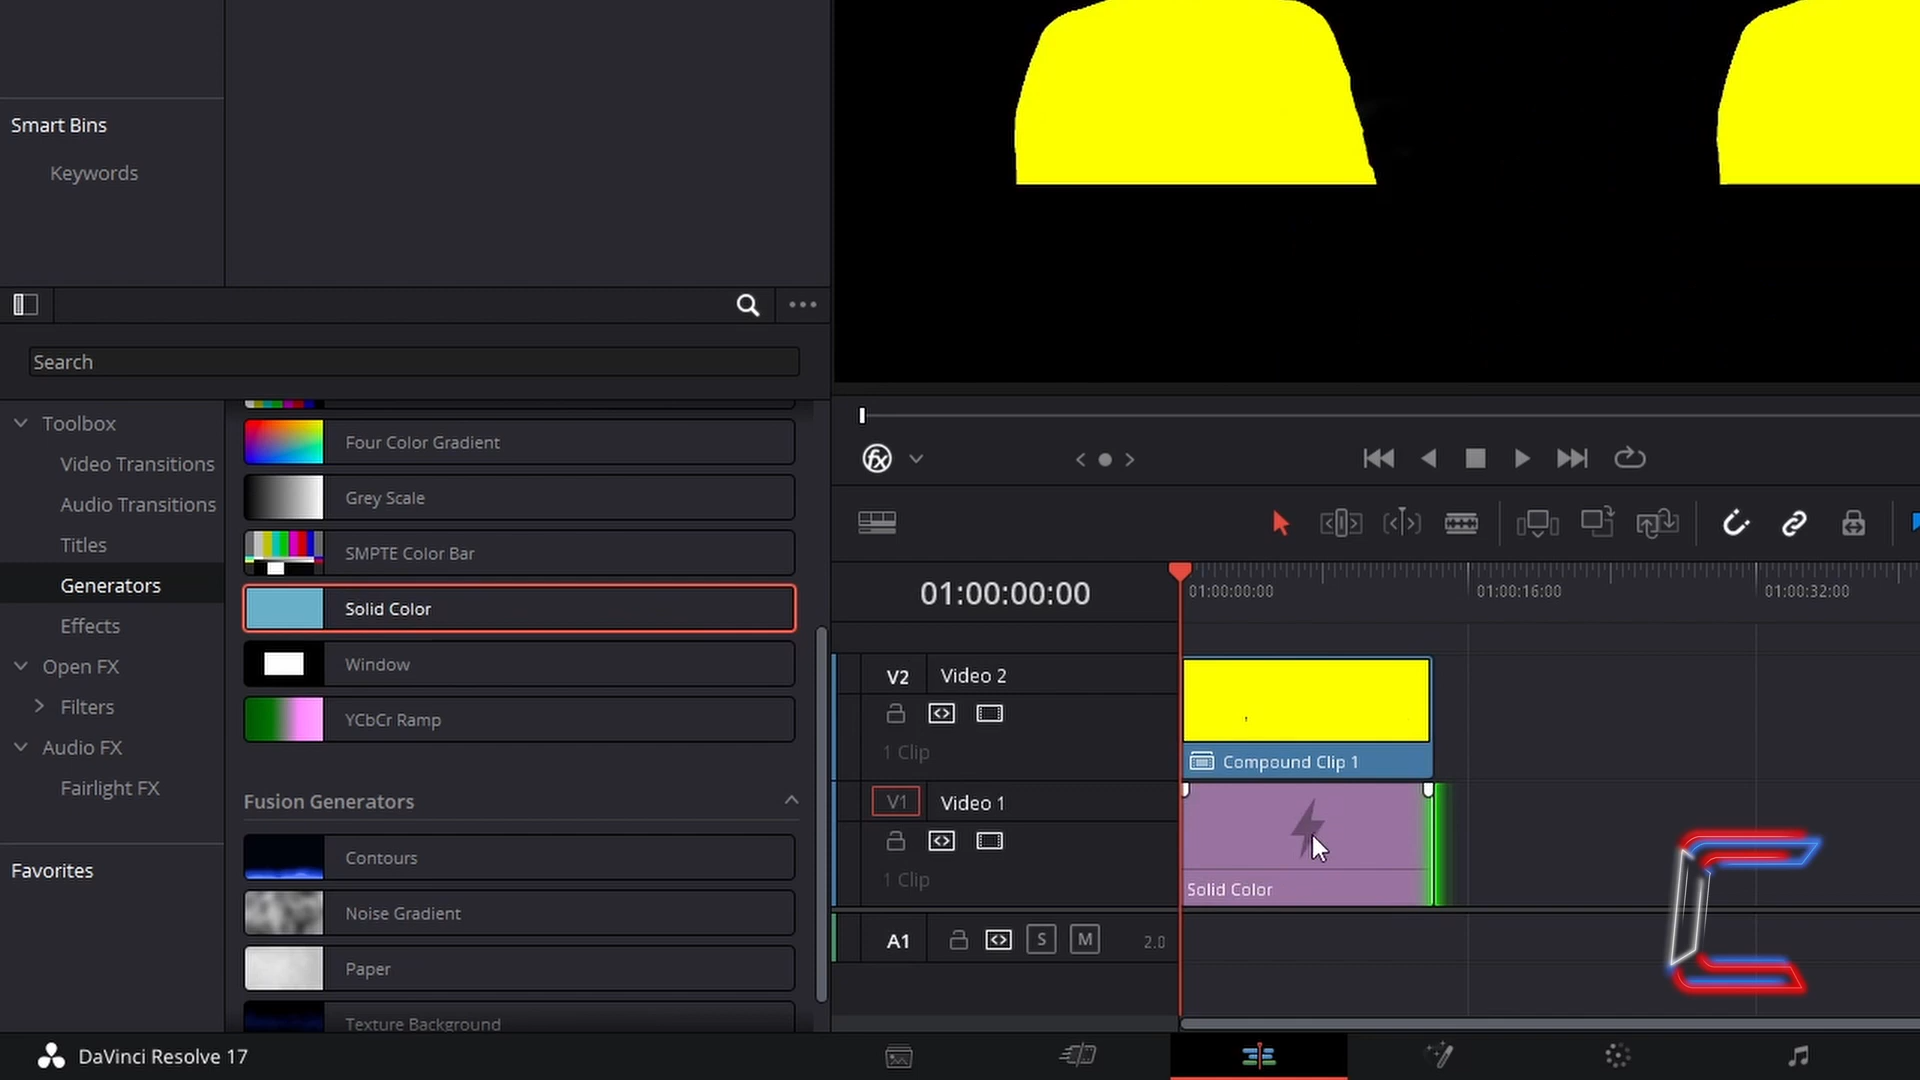 Smart Bins
Keywords
Search
Toolbox
Video Transitions
Audio Transitions
Titles
Generators
Effects
Open FX
Filters
Audio FX
Fairlight FX
Favorites
Four Color Gradient
Grey Scale
SMPTE Color Bar
Solid Color
Window
YCbCr Ramp
Fusion Generators
Contours
Noise Gradient
Paper
Texture Background
fx
01:00:00:00
01:00:00:00
01:00:16:00
01:00:32:00
V2 Video 2
1 Clip
Compound Clip 1
V1 Video 1
1 Clip
Solid Color
A1 S M 2.0
DaVinci Resolve 17